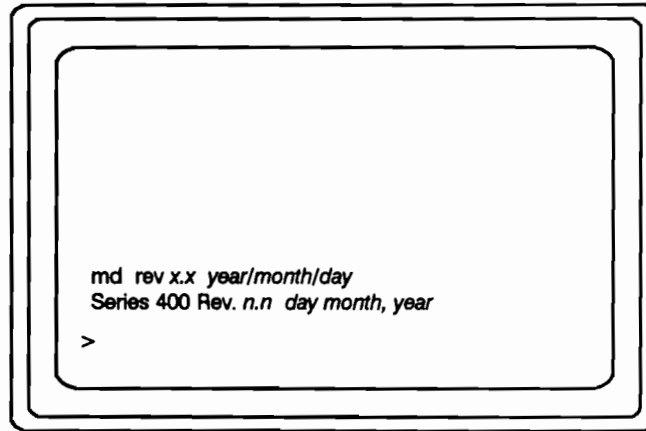 md rev x.x year/month/day
Series 400 Rev. n.n day month, year
>